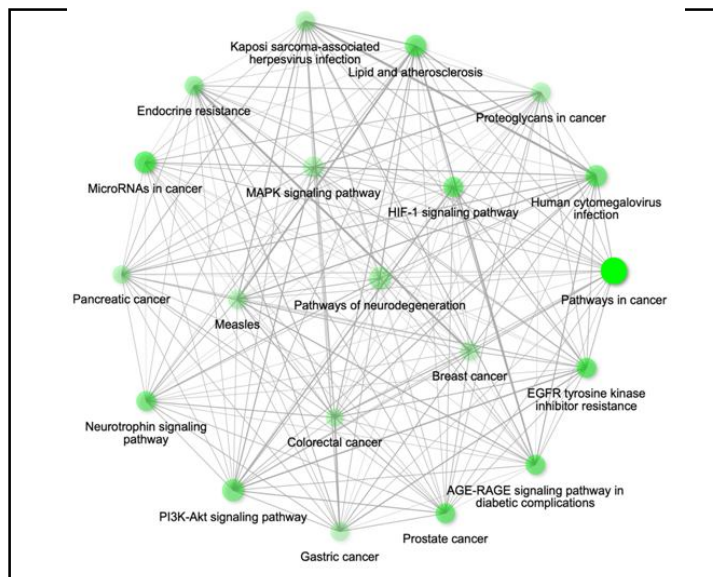 Kaposi sarcoma-associated
herpesvirus infection
Lipid and atherosclerosis
Endocrine resistance
Proteoglycans in cancer
MicroRNAs in cancer
MAPK signaling pathway
HIF-1 signaling pathway
Human cytomegalovirus
infection
Pancreatic cancer
Measles
Pathways of neurodegeneration
Pathways in cancer
Breast cancer
EGFR tyrosine kinase
inhibitor resistance
Neurotrophin signaling
pathway
Colorectal cancer
AGE-RAGE signaling pathway in
diabetic complications
PI3K-Akt signaling pathway
Prostate cancer
Gastric cancer